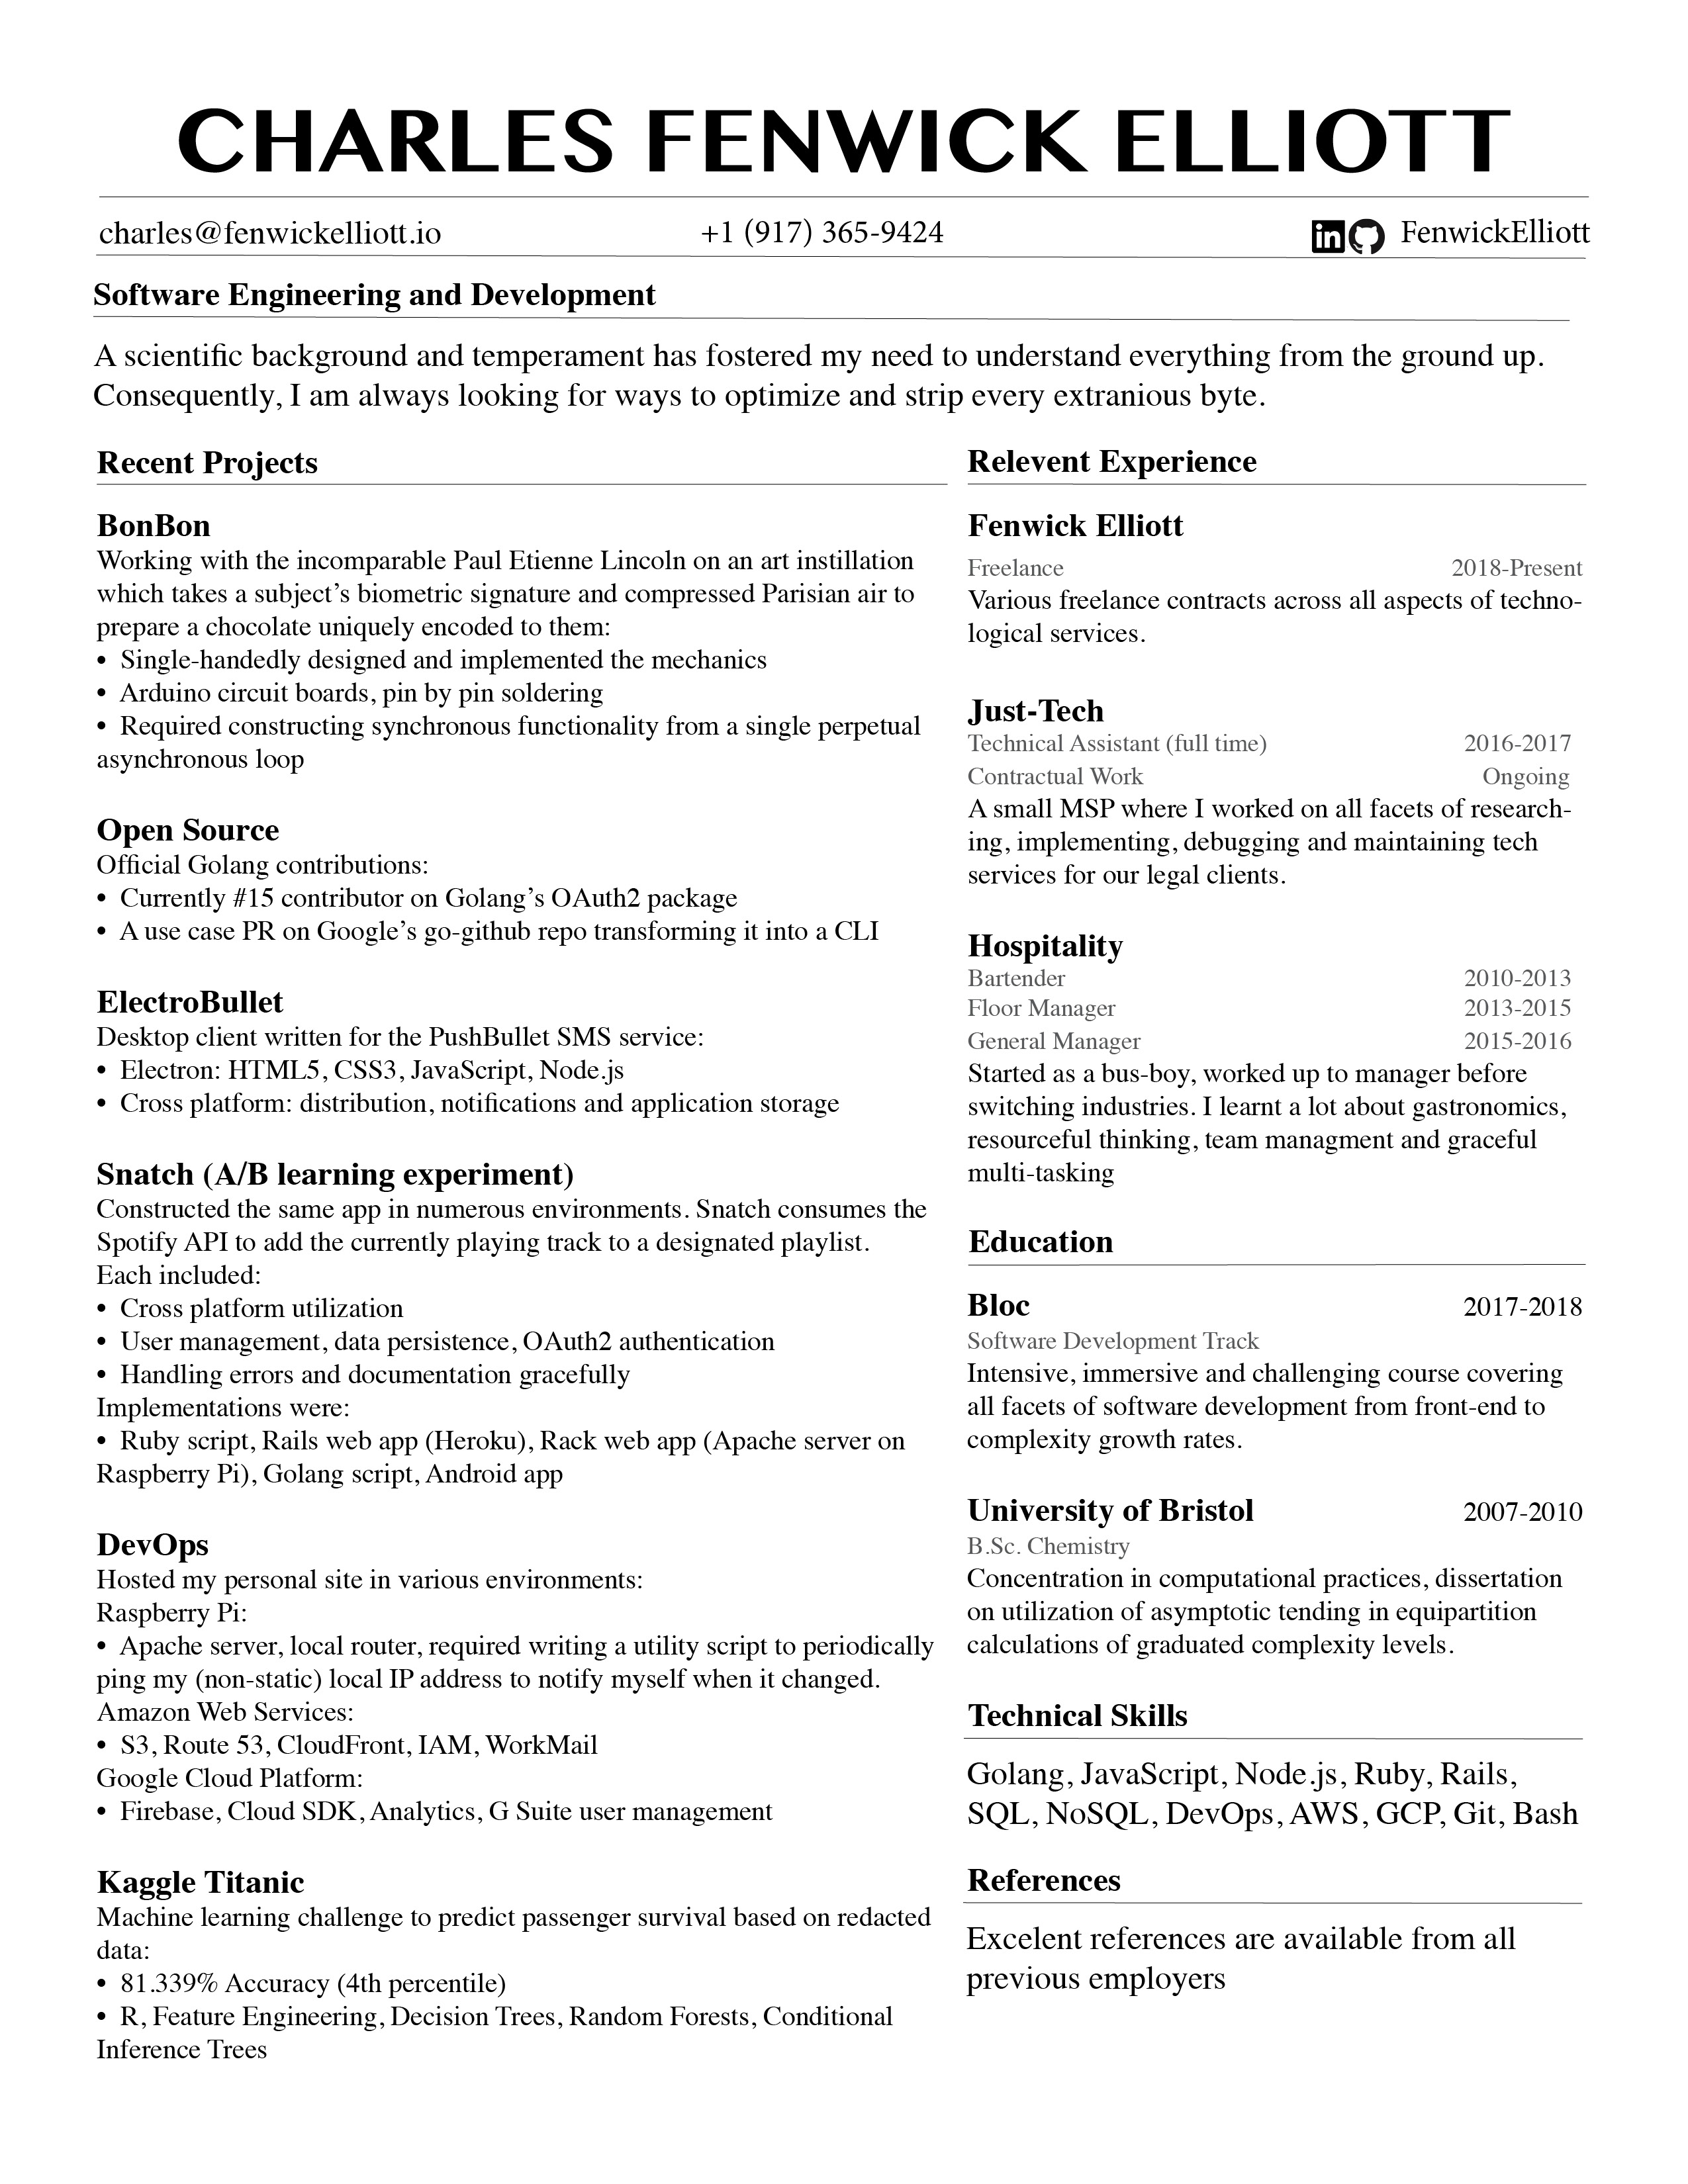 CHARLES FENWICK ELLIOTT
charles@fenwickelliott.io
+1 (917) 365-9424
in FenwickElliott
Software Engineering and Development
A scientific background and temperament has fostered my need to understand everything from the ground up.
Consequently, I am always looking for ways to optimize and strip every extranious byte.
Recent Projects
BonBon
Working with the incomparable Paul Etienne Lincoln on an art instillation
which takes a subject’s biometric signature and compressed Parisian air to
prepare a chocolate uniquely encoded to them:
• Single-handedly designed and implemented the mechanics
• Arduino circuit boards, pin by pin soldering
• Required constructing synchronous functionality from a single perpetual
asynchronous loop
Open Source
Official Golang contributions:
• Currently #15 contributor on Golang’s OAuth2 package
• A use case PR on Google’s go-github repo transforming it into a CLI
ElectroBullet
Desktop client written for the PushBullet SMS service:
• Electron: HTML5, CSS3, JavaScript, Node.js
• Cross platform: distribution, notifications and application storage
Snatch (A/B learning experiment)
Constructed the same app in numerous environments. Snatch consumes the
Spotify API to add the currently playing track to a designated playlist.
Each included:
• Cross platform utilization
• User management, data persistence, OAuth2 authentication
• Handling errors and documentation gracefully
Implementations were:
• Ruby script, Rails web app (Heroku), Rack web app (Apache server on
Raspberry Pi), Golang script, Android app
DevOps
Hosted my personal site in various environments:
Raspberry Pi:
• Apache server, local router, required writing a utility script to periodically
ping my (non-static) local IP address to notify myself when it changed.
Amazon Web Services:
• S3, Route 53, CloudFront, IAM, WorkMail
Google Cloud Platform:
• Firebase, Cloud SDK, Analytics, G Suite user management
Kaggle Titanic
Machine learning challenge to predict passenger survival based on redacted
data:
• 81.339% Accuracy (4th percentile)
• R, Feature Engineering, Decision Trees, Random Forests, Conditional
Inference Trees
Relevent Experience
Fenwick Elliott
Freelance 2018-Present
Various freelance contracts across all aspects of techno-
logical services.
Just-Tech
Technical Assistant (full time) 2016-2017
Contractual Work Ongoing
A small MSP where I worked on all facets of research-
ing, implementing, debugging and maintaining tech
services for our legal clients.
Hospitality
Bartender 2010-2013
Floor Manager 2013-2015
General Manager 2015-2016
Started as a bus-boy, worked up to manager before
switching industries. I learnt a lot about gastronomics,
resourceful thinking, team managment and graceful
multi-tasking
Education
Bloc 2017-2018
Software Development Track
Intensive, immersive and challenging course covering
all facets of software development from front-end to
complexity growth rates.
University of Bristol 2007-2010
B.Sc. Chemistry
Concentration in computational practices, dissertation
on utilization of asymptotic tending in equipartition
calculations of graduated complexity levels.
Technical Skills
Golang, JavaScript, Node.js, Ruby, Rails,
SQL, NoSQL, DevOps, AWS, GCP, Git, Bash
References
Excelent references are available from all
previous employers